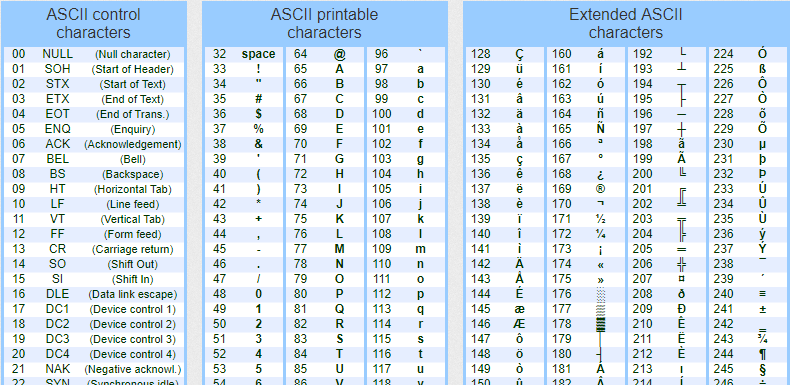 ASCII control characters
ASCII printable characters
Extended ASCII characters
00 NULL (Null character) 32 space 64 @ 96 ` 128 Ç 160 á 192 └ 224 Ó
01 SOH (Start of Header) 33 ! 65 A 97 a 129 ü 161 í 193 ┴ 225 ß
02 STX (Start of Text) 34 " 66 B 98 b 130 é 162 ó 194 ┬ 226 Ô
03 ETX (End of Text) 35 # 67 C 99 c 131 â 163 ú 195 ├ 227 Ò
04 EOT (End of Trans.) 36 $ 68 D 100 d 132 ä 164 ñ 196 ─ 228 õ
05 ENQ (Enquiry) 37 % 69 E 101 e 133 à 165 Ñ 197 ┼ 229 Õ
06 ACK (Acknowledgement) 38 & 70 F 102 f 134 å 166 ª 198 ã 230 µ
07 BEL (Bell) 39 ' 71 G 103 g 135 ç 167 º 199 Ã 231 þ
08 BS (Backspace) 40 ( 72 H 104 h 136 ê 168 ¿ 200 ╚ 232 Þ
09 HT (Horizontal Tab) 41 ) 73 I 105 i 137 ë 169 ® 201 ╔ 233 Ú
10 LF (Line feed) 42 * 74 J 106 j 138 è 170 ¬ 202 ╩ 234 Û
11 VT (Vertical Tab) 43 + 75 K 107 k 139 ï 171 ½ 203 ╦ 235 Ù
12 FF (Form feed) 44 , 76 L 108 l 140 î 172 ¼ 204 ╠ 236 ý
13 CR (Carriage return) 45 - 77 M 109 m 141 ì 173 ¡ 205 ═ 237 Ý
14 SO (Shift Out) 46 . 78 N 110 n 142 Ä 174 « 206 ╬ 238 ¯
15 SI (Shift In) 47 / 79 O 111 o 143 Å 175 » 207 ¤ 239 ´
16 DLE (Data link escape) 48 0 80 P 112 p 144 É 176 ░ 208 ð 240 ≡
17 DC1 (Device control 1) 49 1 81 Q 113 q 145 æ 177 ▒ 209 Ð 241 ±
18 DC2 (Device control 2) 50 2 82 R 114 r 146 Æ 178 ▓ 210 Ê 242 ‗
19 DC3 (Device control 3) 51 3 83 S 115 s 147 ô 179 │ 211 Ë 243 ¾
20 DC4 (Device control 4) 52 4 84 T 116 t 148 ö 180 ┤ 212 È 244 ¶
21 NAK (Negative acknowl.) 53 5 85 U 117 u 149 ò 181 Á 213 ı 245 §
22 SYN (Synchronous idle) 54 6 86 V 118 v 150 û 182 Â 214 Í 246 ÷